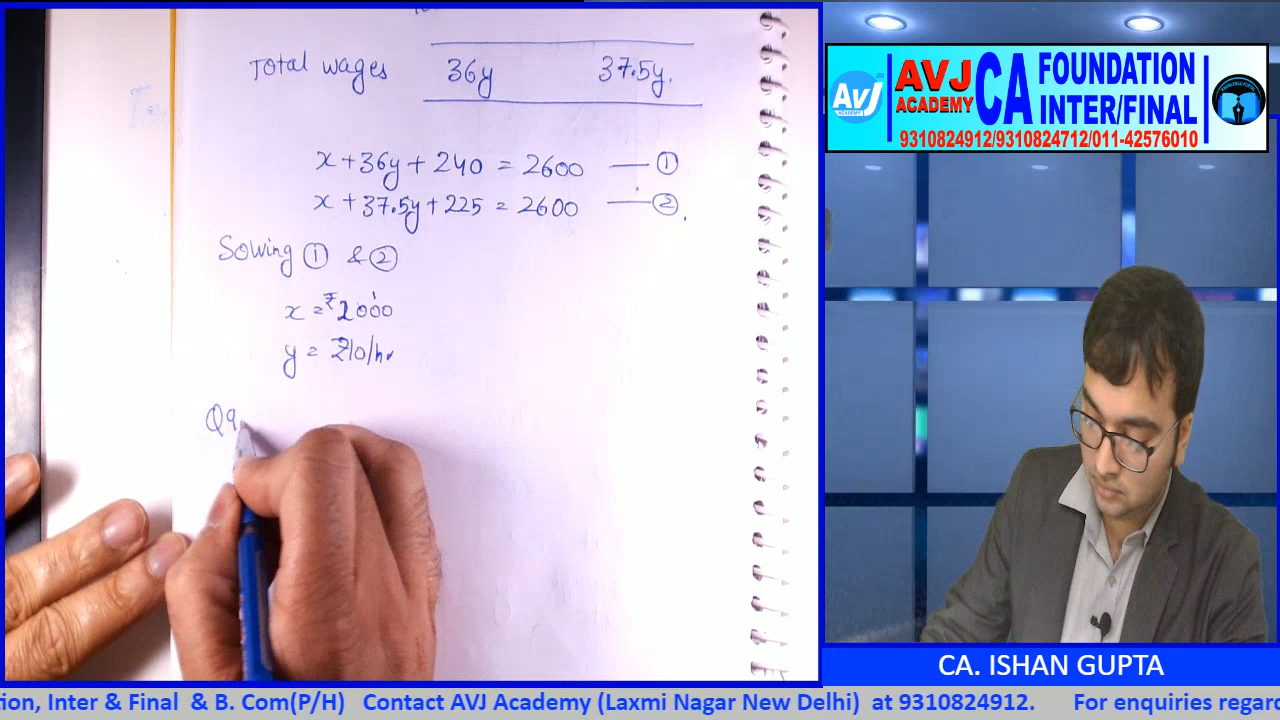 Total wages 36y 37.5y.
x + 36y + 240 = 2600 — ①
x + 37.5y + 225 = 2600 — ②.
Solving ① & ②
x = ₹2000
y = ₹10/hr
Q9
AVJ
ACADEMY
AVJ
ACADEMY
CA
FOUNDATION
INTER/FINAL
9310824912/9310824712/011-42576010
CA. ISHAN GUPTA
ion, Inter & Final & B. Com(P/H) Contact AVJ Academy (Laxmi Nagar New Delhi) at 9310824912. For enquiries regard